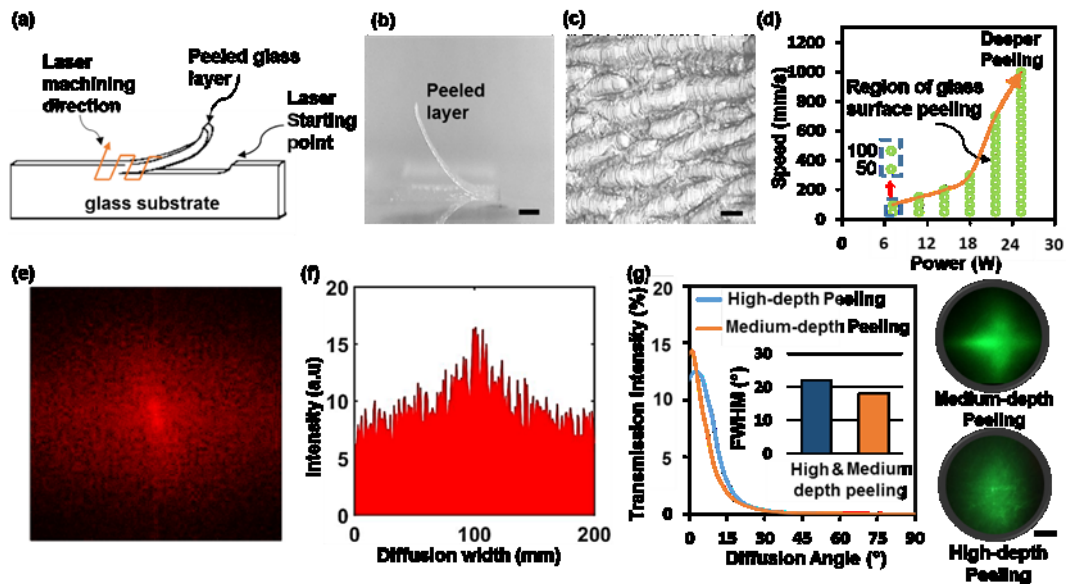 (a)
Laser
machining
direction
Peeled glass
layer
Laser
Starting
point
glass substrate
(b)
Peeled
layer
(c)
(d)
Speed (mm/s)
1200
1000
800
600
400
200
0
Deeper
Peeling
Region of glass
surface peeling
100
50
0
6
12
18
24
30
Power (W)
(e)
(f)
Intensity (a.u)
20
15
10
5
0
0
100
200
Diffusion width (mm)
(g)
Transmission Intensity (%)
20
15
10
5
0
High-depth Peeling
Medium-depth Peeling
FWHM (°)
30
20
10
0
High & Medium
depth peeling
0
15
30
45
60
75
90
Diffusion Angle (°)
Medium-depth
Peeling
High-depth
Peeling